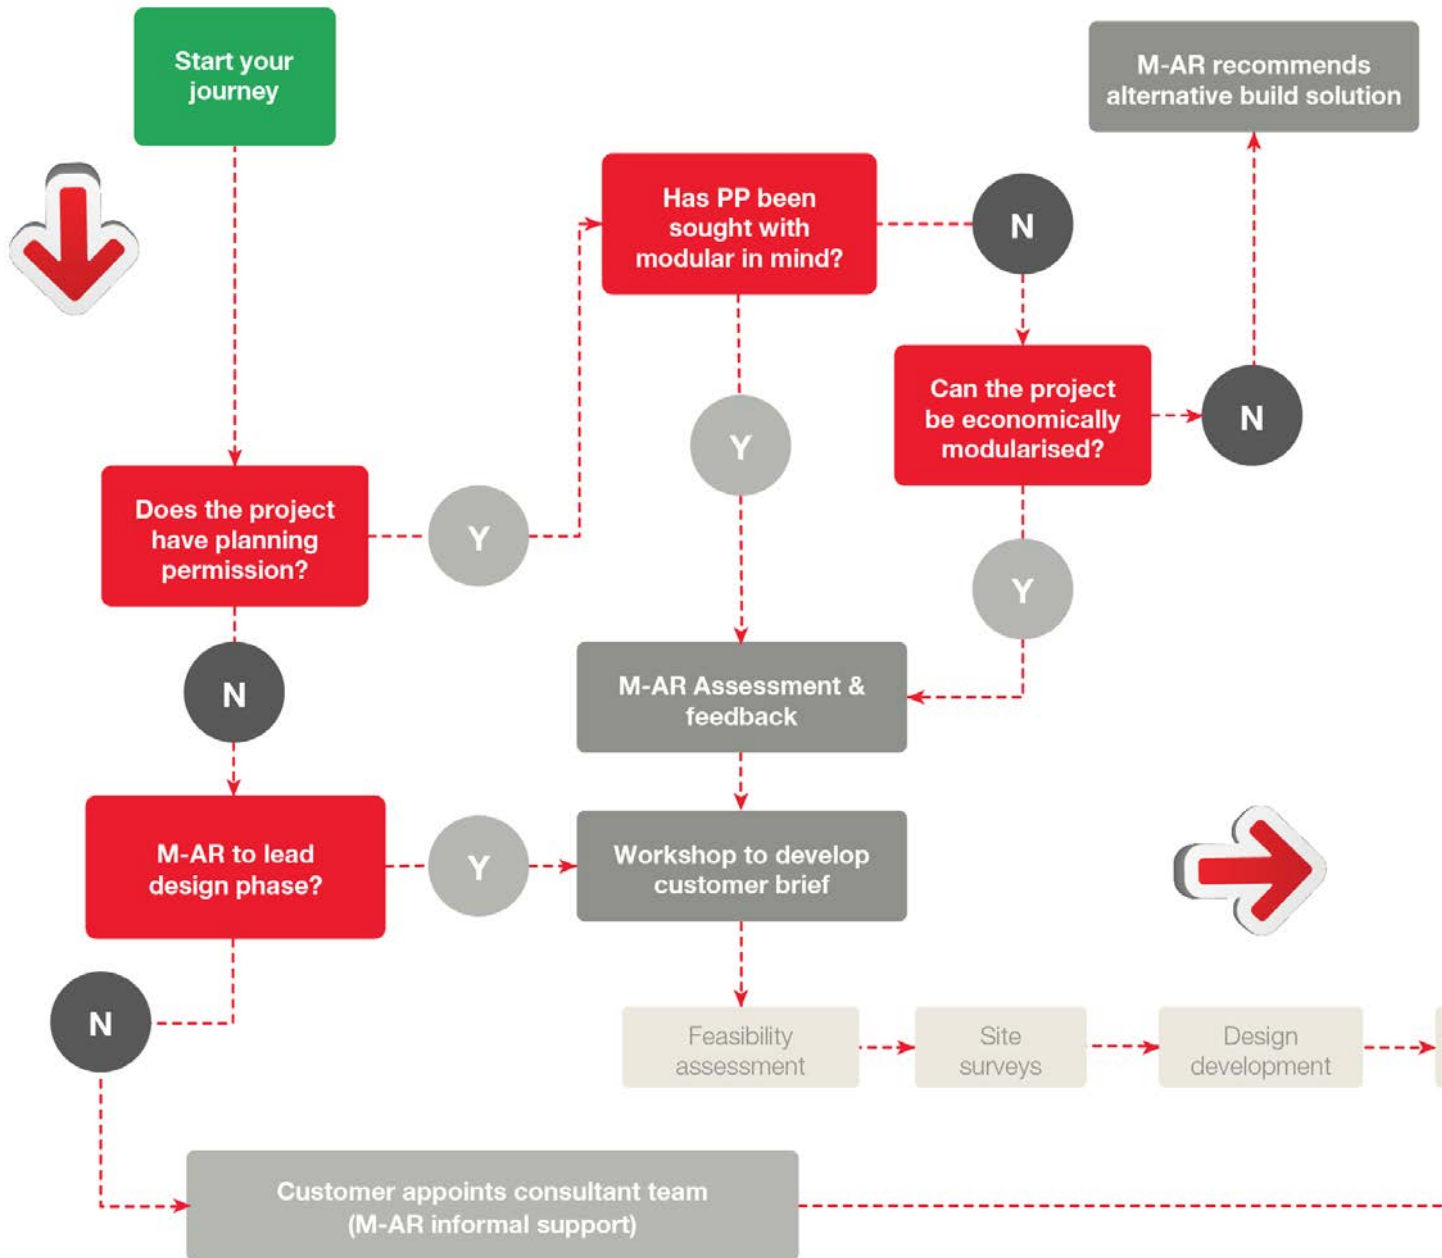 Start your
journey
M-AR recommends
alternative build solution
Has PP been
sought with
modular in mind?
N
Can the project
be economically
modularised?
N
Y
Does the project
have planning
permission?
Y
Y
N
M-AR Assessment &
feedback
M-AR to lead
design phase?
Y
Workshop to develop
customer brief
N
Feasibility
assessment
Site
surveys
Design
development
Customer appoints consultant team
(M-AR informal support)